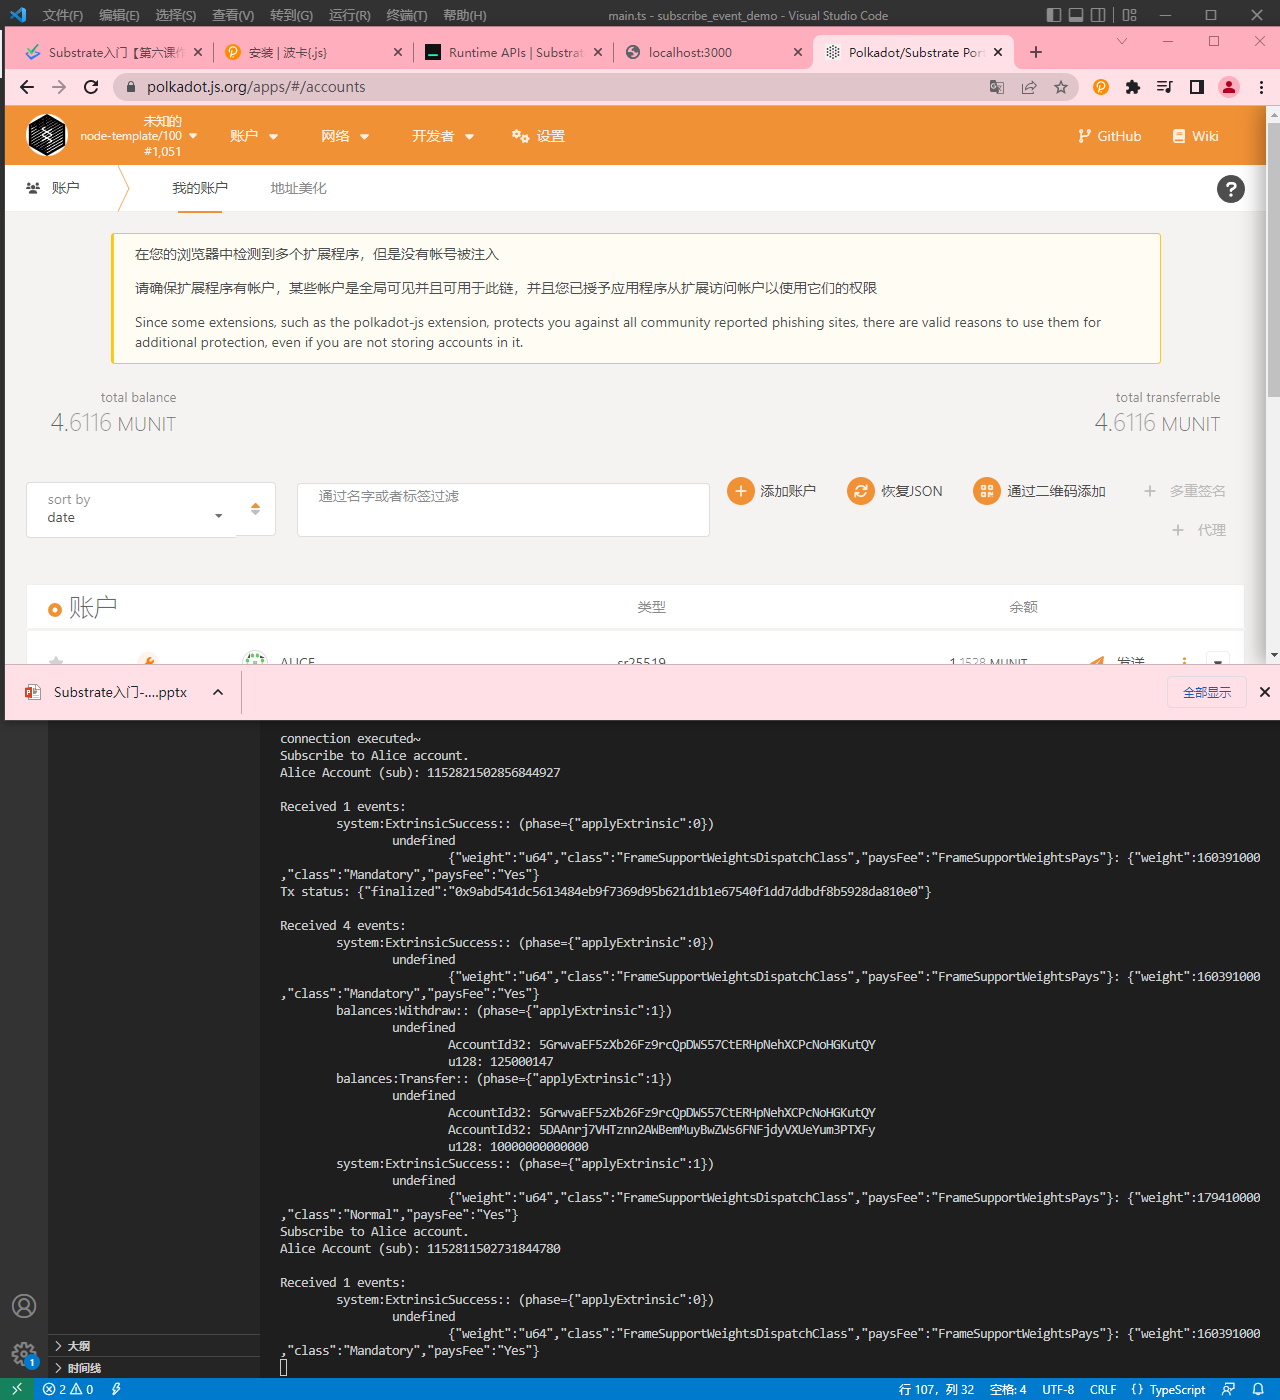 文件(F) 编辑(E) 选择(S) 查看(V) 转到(G) 运行(R) 终端(T) 帮助(H) main.ts - subscribe_event_demo - Visual Studio Code
Substrate入门【第六课作 安装 | 波卡{.js} Runtime APIs | Substrat localhost:3000 Polkadot/Substrate Port
polkadot.js.org/apps/#/accounts
未知的
node-template/100
#1,051
账户 网络 开发者 设置 GitHub Wiki
账户 我的账户 地址美化
在您的浏览器中检测到多个扩展程序，但是没有帐号被注入
请确保扩展程序有帐户，某些帐户是全局可见并且可用于此链，并且您已授予应用程序从扩展访问帐户以使用它们的权限
Since some extensions, such as the polkadot-js extension, protects you against all community reported phishing sites, there are valid reasons to use them for
additional protection, even if you are not storing accounts in it.
total balance total transferrable
4.6116 MUNIT 4.6116 MUNIT
sort by
date
通过名字或者标签过滤
添加账户 恢复JSON 通过二维码添加 多重签名
代理
账户 类型 余额
ALICE sr25519 1.1528 MUNIT 发送
Substrate入门-....pptx 全部显示
connection executed~
Subscribe to Alice account.
Alice Account (sub): 1152821502856844927
Received 1 events:
system:ExtrinsicSuccess:: (phase={"applyExtrinsic":0})
undefined
{"weight":"u64","class":"FrameSupportWeightsDispatchClass","paysFee":"FrameSupportWeightsPays"}: {"weight":160391000
,"class":"Mandatory","paysFee":"Yes"}
Tx status: {"finalized":"0x9abd541dc5613484eb9f7369d95b621d1b1e67540f1dd7ddbdf8b5928da810e0"}
Received 4 events:
system:ExtrinsicSuccess:: (phase={"applyExtrinsic":0})
undefined
{"weight":"u64","class":"FrameSupportWeightsDispatchClass","paysFee":"FrameSupportWeightsPays"}: {"weight":160391000
,"class":"Mandatory","paysFee":"Yes"}
balances:Withdraw:: (phase={"applyExtrinsic":1})
undefined
AccountId32: 5GrwvaEF5zXb26Fz9rcQpDWS57CtERHpNehXCPcNoHGKutQY
u128: 125000147
balances:Transfer:: (phase={"applyExtrinsic":1})
undefined
AccountId32: 5GrwvaEF5zXb26Fz9rcQpDWS57CtERHpNehXCPcNoHGKutQY
AccountId32: 5DAAnrj7VHTznn2AWBemMuyBwZWs6FNFjdyVXUeYum3PTXFy
u128: 10000000000000
system:ExtrinsicSuccess:: (phase={"applyExtrinsic":1})
undefined
{"weight":"u64","class":"FrameSupportWeightsDispatchClass","paysFee":"FrameSupportWeightsPays"}: {"weight":179410000
,"class":"Normal","paysFee":"Yes"}
Subscribe to Alice account.
Alice Account (sub): 1152811502731844780
Received 1 events:
system:ExtrinsicSuccess:: (phase={"applyExtrinsic":0})
undefined
{"weight":"u64","class":"FrameSupportWeightsDispatchClass","paysFee":"FrameSupportWeightsPays"}: {"weight":160391000
,"class":"Mandatory","paysFee":"Yes"}
大纲
1
时间线
2 0 行 107，列 32 空格: 4 UTF-8 CRLF {} TypeScript